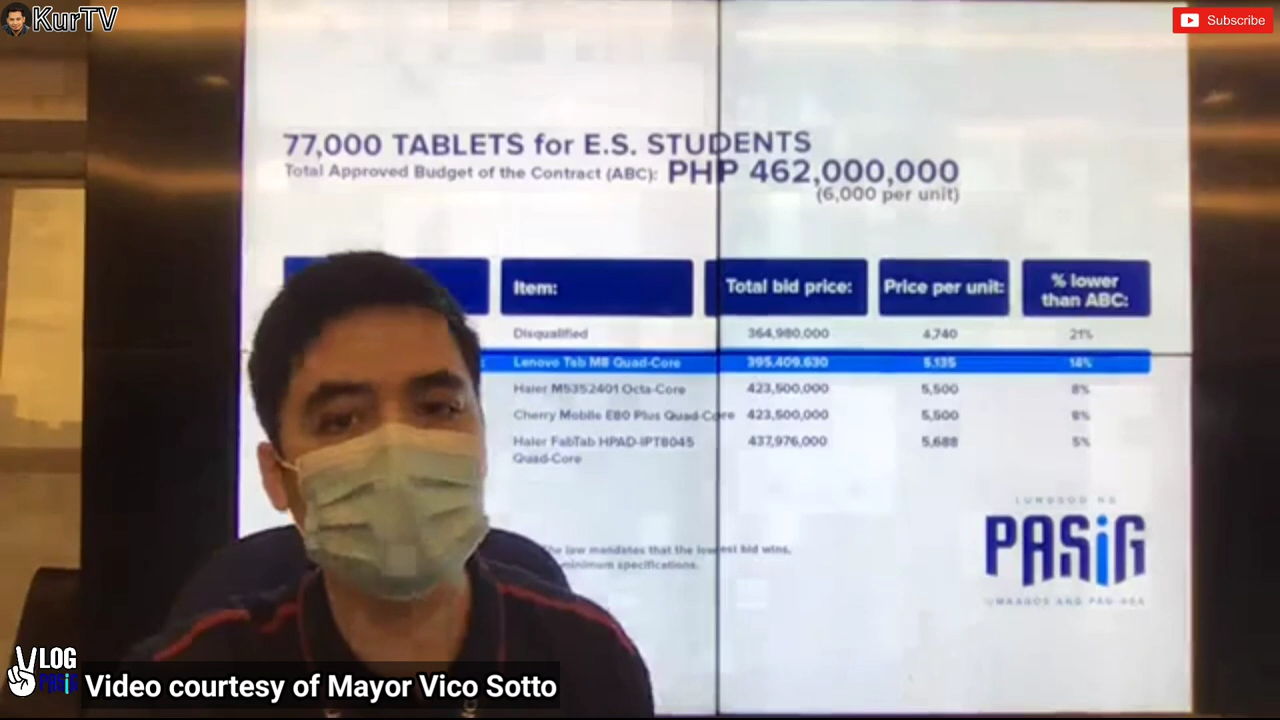 KurTV
Subscribe
77,000 TABLETS for E.S. STUDENTS
Total Approved Budget of the Contract (ABC): PHP 462,000,000
(6,000 per unit)
Item: Total bid price: Price per unit: % lower than ABC:
Disqualified 364,980,000 4,740 21%
Lenovo Tab M8 Quad-Core 395,409,630 5,135 14%
Haier M5352401 Octa-Core 423,500,000 5,500 8%
Cherry Mobile E80 Plus Quad-Core 423,500,000 5,500 8%
Haier FabTab HPAD-IPT8045 437,976,000 5,688 5%
Quad-Core
law mandates that the lowest bid wins,
minimum specifications.
LUNGSOD NG
PASiG
UMAAGOS ANG PAG-ASA
VLOG
PASiG
Video courtesy of Mayor Vico Sotto